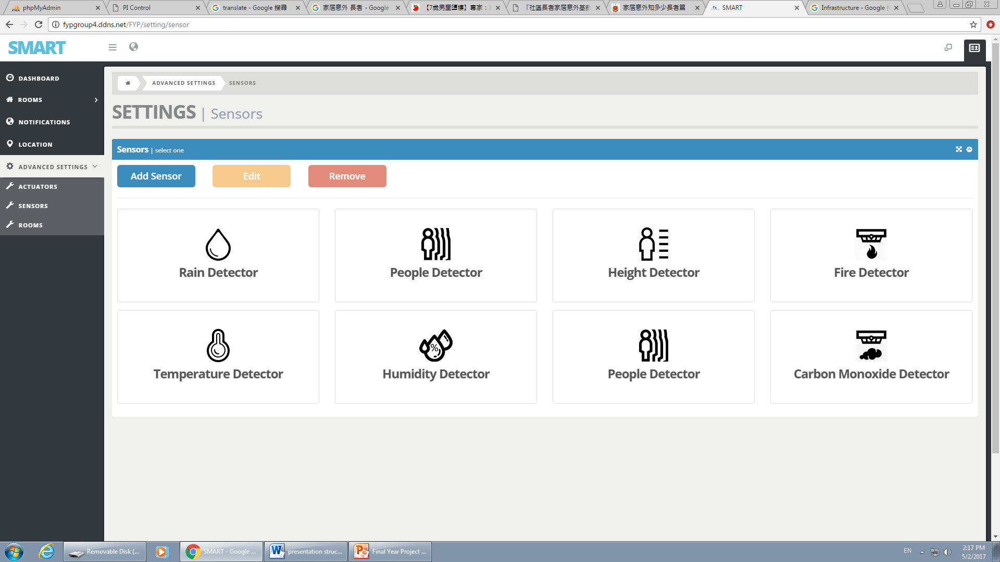 phpMyAdmin
PI Control
translate - Google 搜尋
家居意外 長者 - Google
【7歲男童墮樓】專家：
「社區長者家居意外基
家居意外知多少長者篇
SMART
Infrastructure - Google
fypgroup4.ddns.net/FYP/setting/sensor
SMART
DASHBOARD
ROOMS
NOTIFICATIONS
LOCATION
ADVANCED SETTINGS
ACTUATORS
SENSORS
ROOMS
ADVANCED SETTINGS
SENSORS
SETTINGS | Sensors
Sensors | select one
Add Sensor
Edit
Remove
Rain Detector
People Detector
Height Detector
Fire Detector
%
Temperature Detector
Humidity Detector
People Detector
Carbon Monoxide Detector
Removable Disk (...
SMART - Google ...
presentation struc...
Final Year Project ...
EN
2:17 PM
5/2/2017